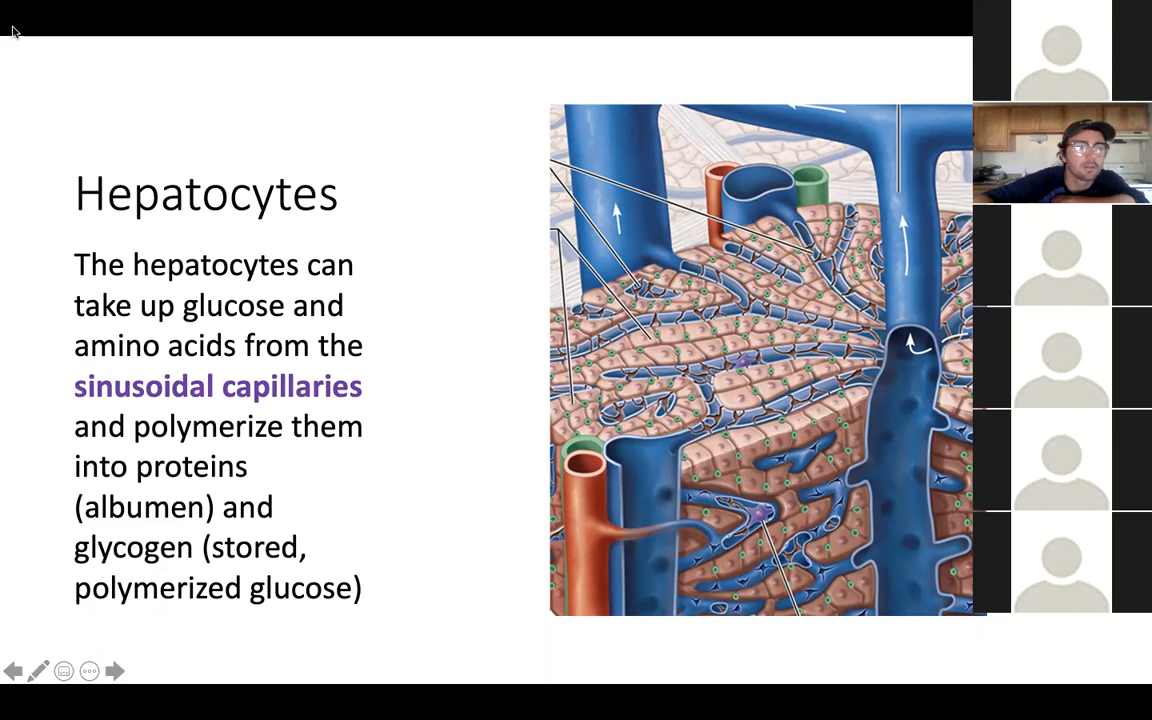 Hepatocytes
The hepatocytes can
take up glucose and
amino acids from the
sinusoidal capillaries
and polymerize them
into proteins
(albumen) and
glycogen (stored,
polymerized glucose)